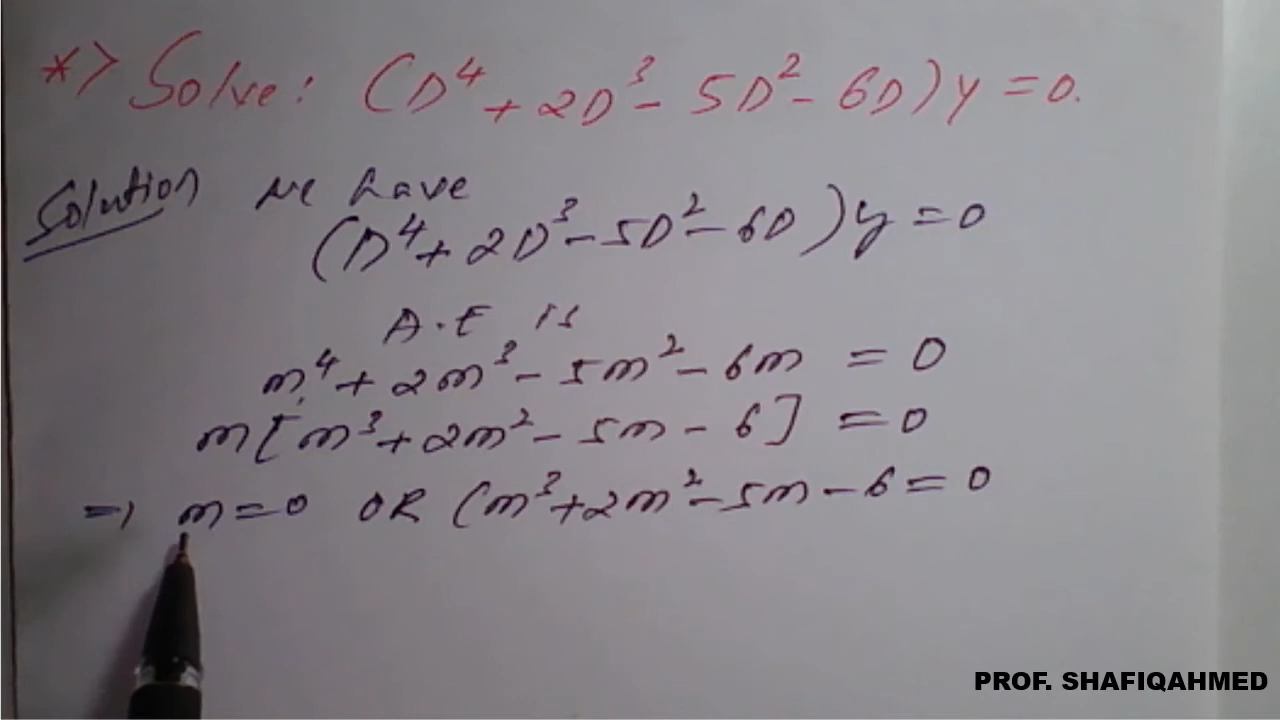 *> Solve: (D⁴ + 2D³ - 5D² - 6D)y = 0.
Solution we have
(D⁴ + 2D³ - 5D² - 6D)y = 0
A.E is
m⁴ + 2m³ - 5m² - 6m = 0
m[m³ + 2m² - 5m - 6] = 0
=) m = 0 OR (m³ + 2m² - 5m - 6 = 0
PROF. SHAFIQAHMED